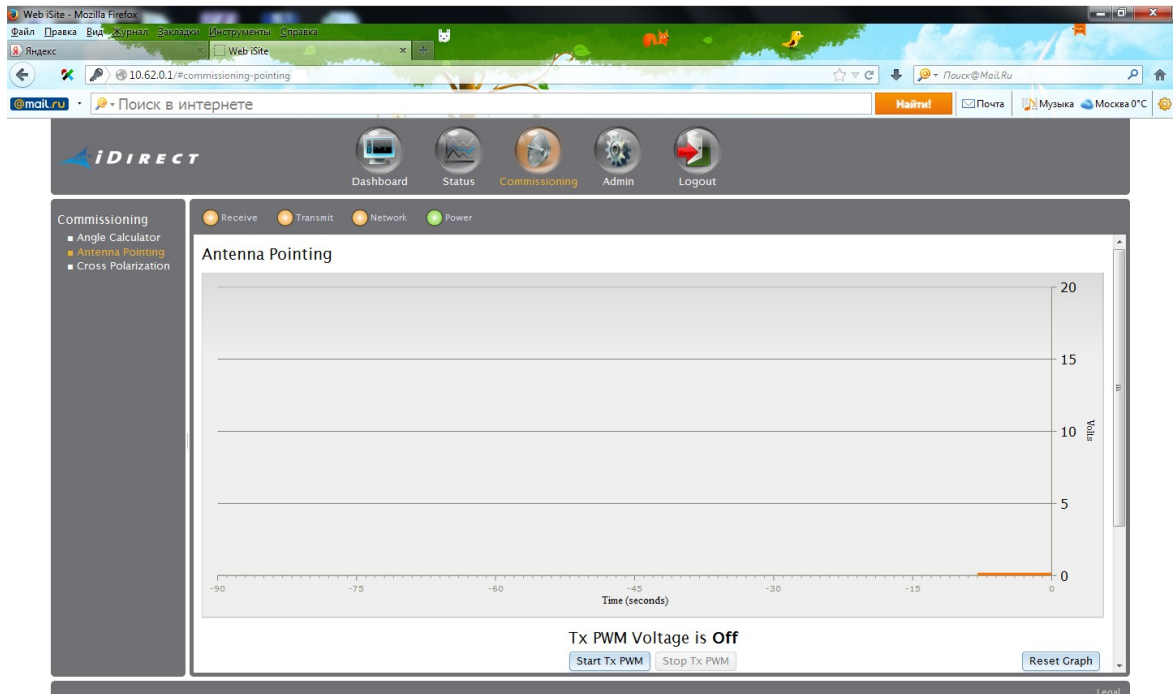 Web iSite - Mozilla Firefox
Файл Правка Вид Журнал Закладки Инструменты Справка
Яндекс Web iSite
10.62.0.1/#commissioning-pointing Поиск@Mail.Ru
@mail.ru Поиск в интернете Найти! Почта Музыка Москва 0°C
iDIRECT
Dashboard Status Commissioning Admin Logout
Commissioning
Angle Calculator
Antenna Pointing
Cross Polarization
Receive Transmit Network Power
Antenna Pointing
20
15
10
Volts
5
0
-90 -75 -60 -45 -30 -15 0
Time (seconds)
Tx PWM Voltage is Off
Start Tx PWM Stop Tx PWM Reset Graph
Legal